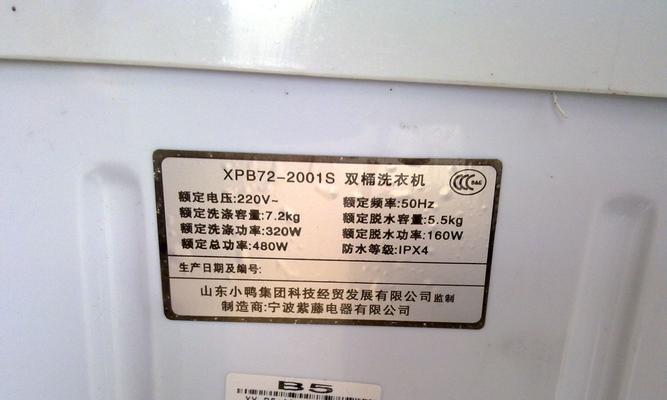 XPB72-2001S 双桶洗衣机
额定电压:220V~ 额定频率:50Hz
额定洗涤容量:7.2kg 额定脱水容量:5.5kg
额定洗涤功率:320W 额定脱水功率:160W
额定总功率:480W 防水等级:IPX4
生产日期及编号:
山东小鸭集团科技经贸发展有限公司监制
制造商:宁波紫藤电器有限公司
B5